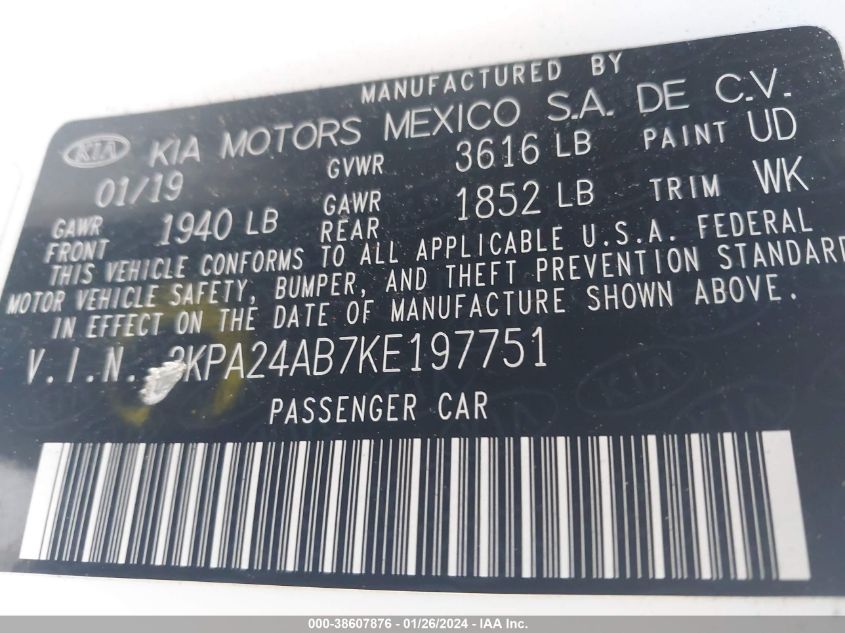 MANUFACTURED BY
KIA KIA MOTORS MEXICO S.A. DE C.V.
01/19 GVWR 3616 LB PAINT UD
GAWR FRONT 1940 LB GAWR REAR 1852 LB TRIM WK
THIS VEHICLE CONFORMS TO ALL APPLICABLE U.S.A. FEDERAL
MOTOR VEHICLE SAFETY, BUMPER, AND THEFT PREVENTION STANDARD
IN EFFECT ON THE DATE OF MANUFACTURE SHOWN ABOVE.
V.I.N. KPA24AB7KE197751
PASSENGER CAR
000-38607876 - 01/26/2024 - IAA Inc.